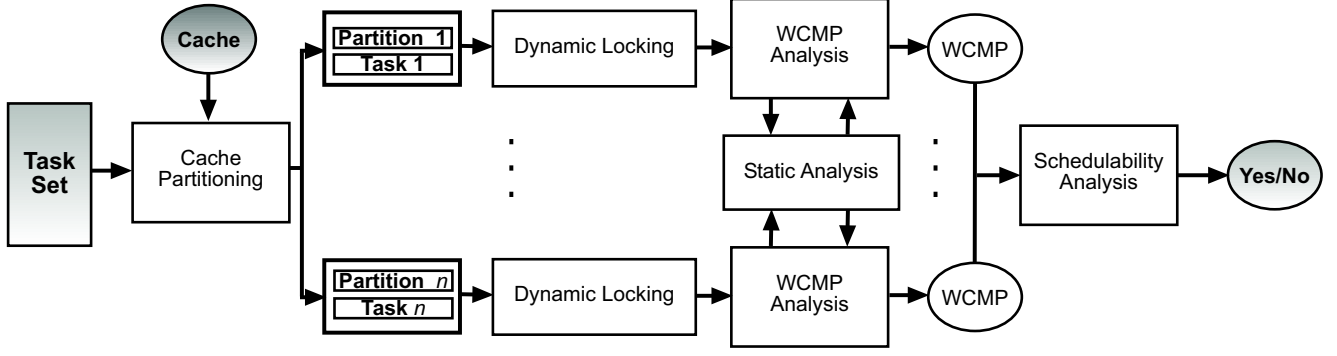 Cache
Task
Set
Cache
Partitioning
Partition 1
Task 1
Dynamic Locking
WCMP
Analysis
WCMP
Static Analysis
Partition n
Task n
Dynamic Locking
WCMP
Analysis
WCMP
Schedulability
Analysis
Yes/No